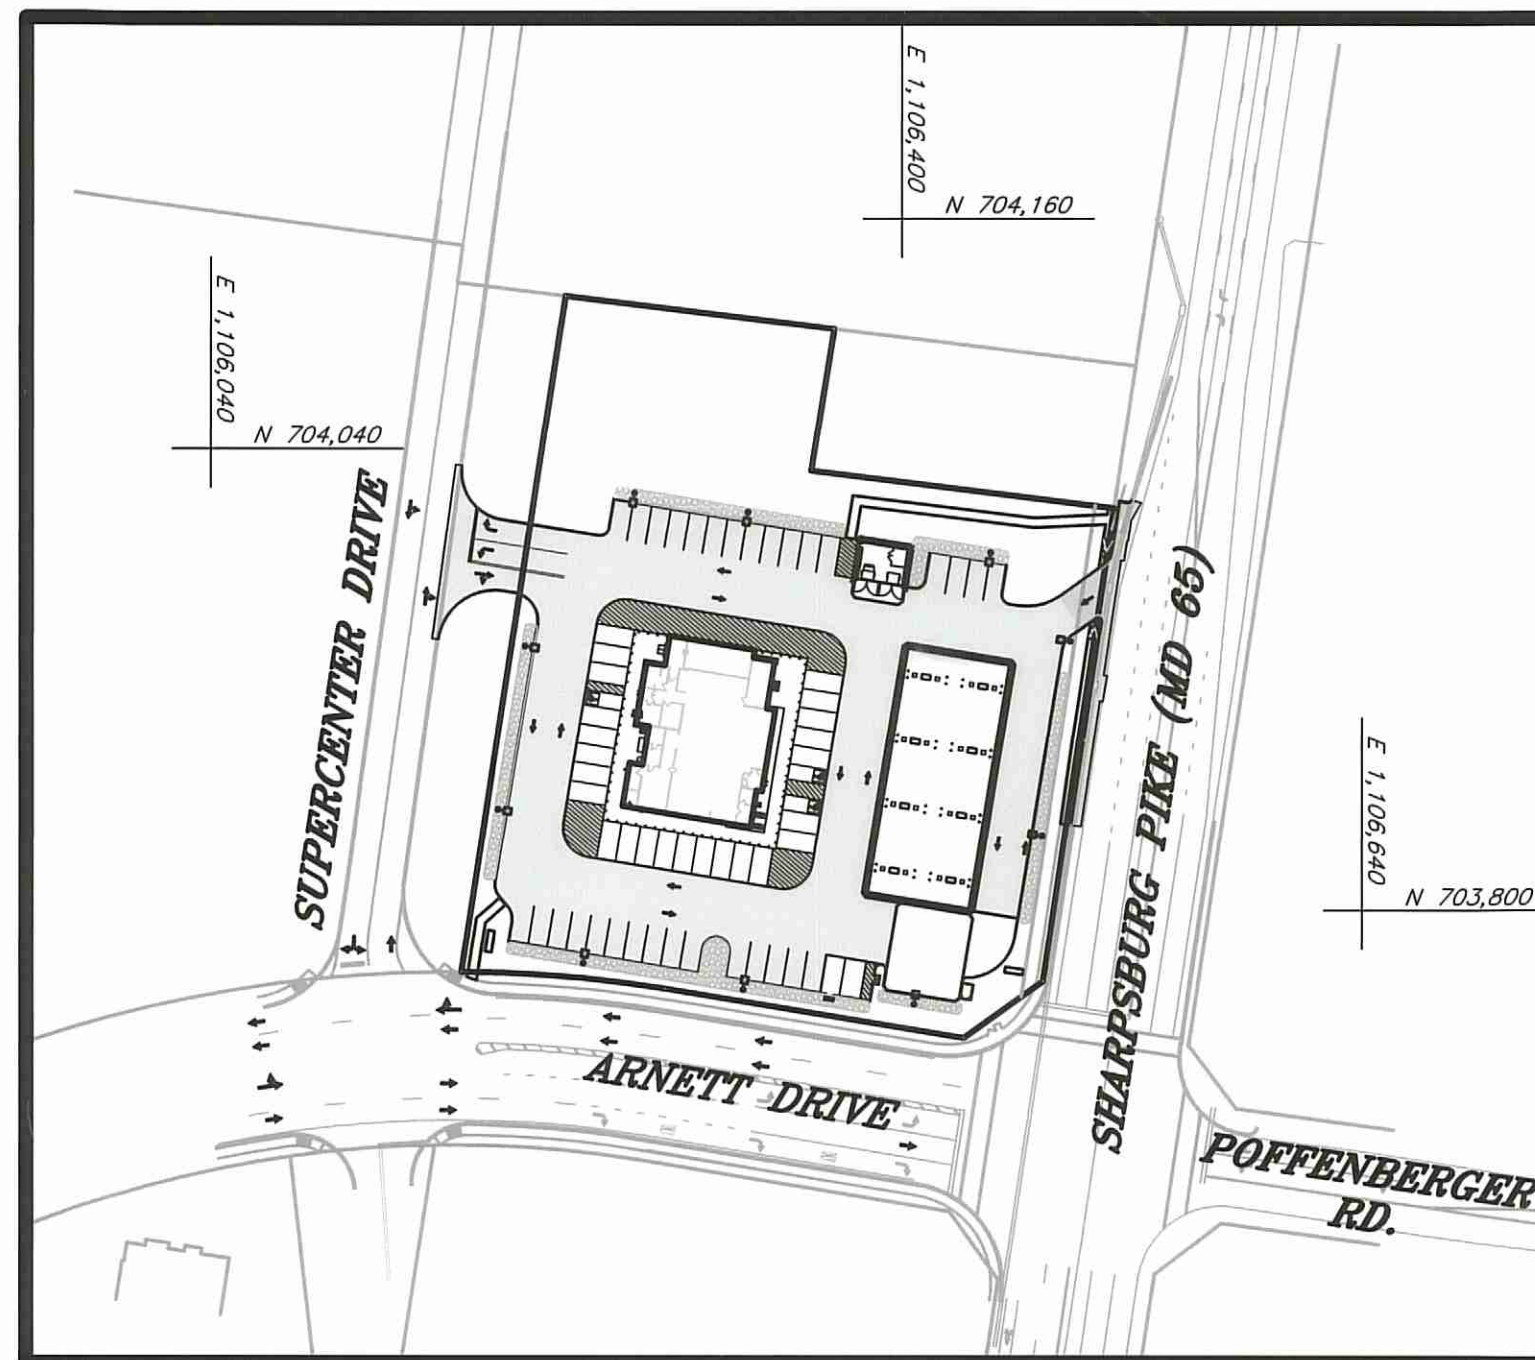 E 1,106,400
N 704,160
E 1,106,040
N 704,040
SUPERCENTER DRIVE
SHARPSBURG PIKE (MD 65)
E 1,106,640
N 703,800
ARNETT DRIVE
POFFENBERGER
RD.